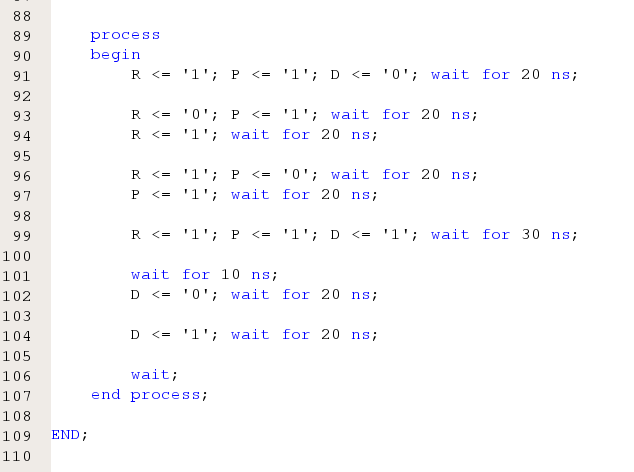 88
89 process
90 begin
91 R <= '1'; P <= '1'; D <= '0'; wait for 20 ns;
92
93 R <= '0'; P <= '1'; wait for 20 ns;
94 R <= '1'; wait for 20 ns;
95
96 R <= '1'; P <= '0'; wait for 20 ns;
97 P <= '1'; wait for 20 ns;
98
99 R <= '1'; P <= '1'; D <= '1'; wait for 30 ns;
100
101 wait for 10 ns;
102 D <= '0'; wait for 20 ns;
103
104 D <= '1'; wait for 20 ns;
105
106 wait;
107 end process;
108
109 END;
110